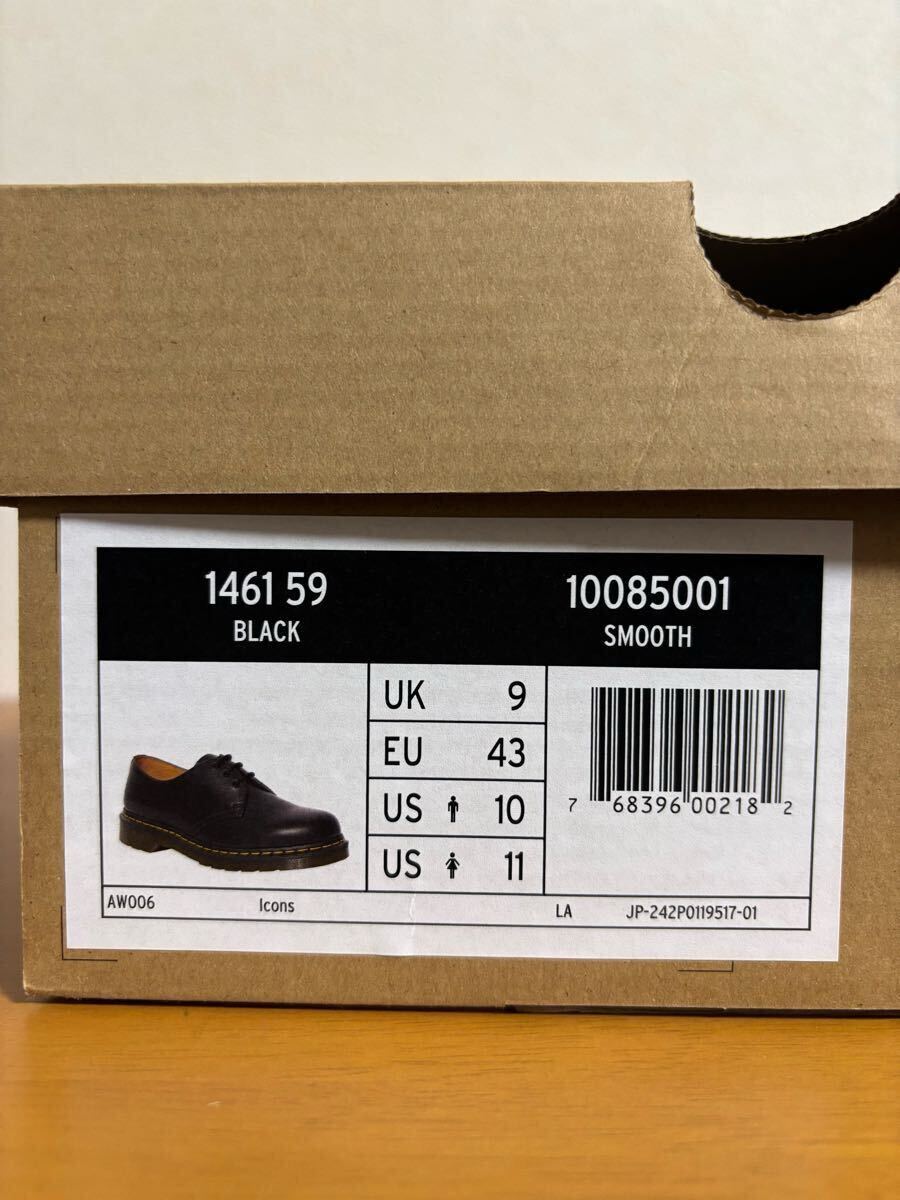 1461 59
BLACK
10085001
SMOOTH
UK 9
EU 43
US 10
US 11
7 68396 00218 2
AW006 Icons LA JP-242P0119517-01